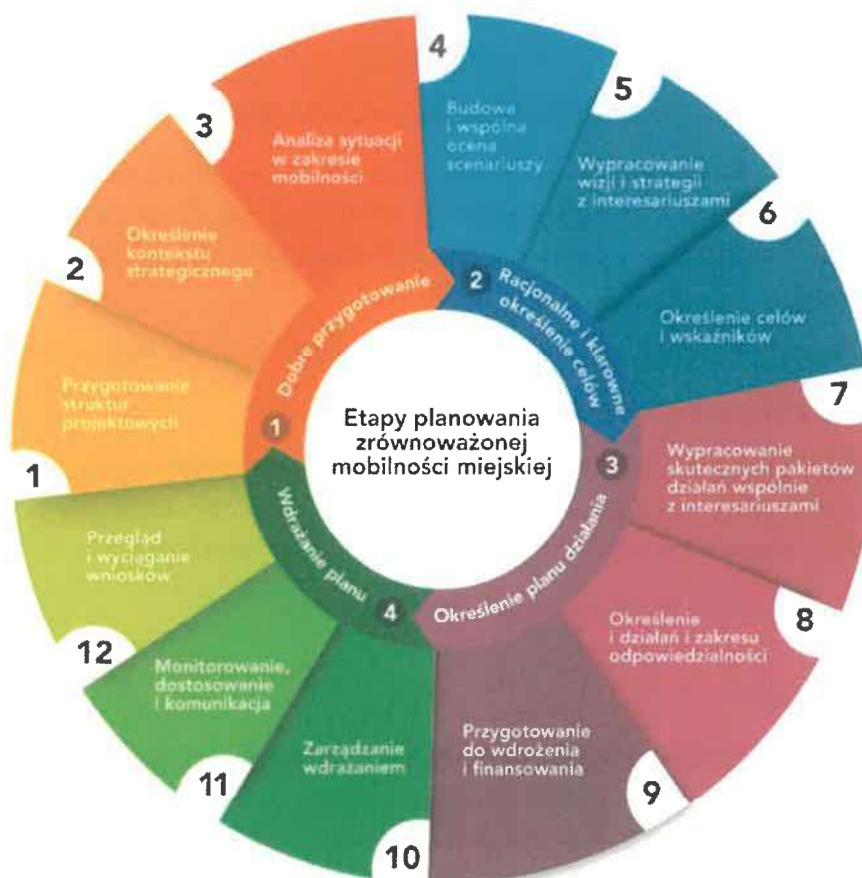 Etapy planowania
zrównoważonej
mobilności miejskiej
1
Dobre przygotowanie
2
Racjonalne i klarowne
określenie celów
3
Określenie planu działania
4
Wdrażanie planu
1
Przygotowanie
struktur
projektowych
2
Określenie
kontekstu
strategicznego
3
Analiza sytuacji
w zakresie
mobilności
4
Budowa
i wspólna
ocena
scenariuszy
5
Wypracowanie
wizji i strategii
z interesariuszami
6
Określenie celów
i wskaźników
7
Wypracowanie
skutecznych pakietów
działań wspólnie
z interesariuszami
8
Określenie
i działań i zakresu
odpowiedzialności
9
Przygotowanie
do wdrożenia
i finansowania
10
Zarządzanie
wdrażaniem
11
Monitorowanie,
dostosowanie
i komunikacja
12
Przegląd
i wyciąganie
wniosków